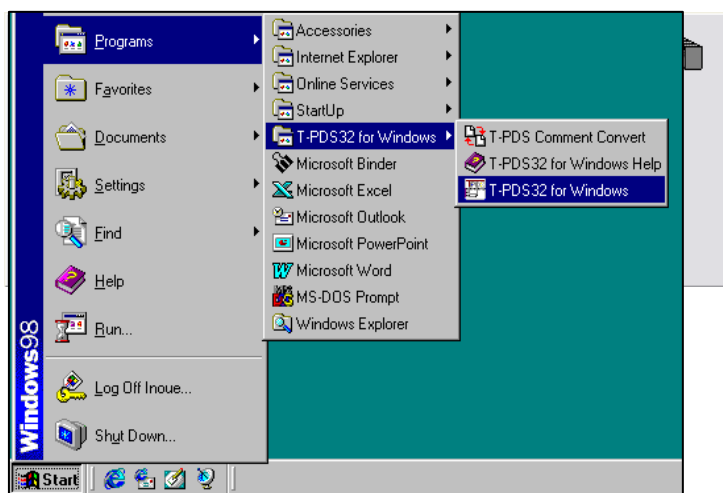 Programs
Favorites
Documents
Settings
Find
Help
Run...
Log Off Inoue...
Shut Down...
Windows98
Start
Accessories
Internet Explorer
Online Services
StartUp
T-PDS32 for Windows
Microsoft Binder
Microsoft Excel
Microsoft Outlook
Microsoft PowerPoint
Microsoft Word
MS-DOS Prompt
Windows Explorer
T-PDS Comment Convert
T-PDS32 for Windows Help
T-PDS32 for Windows